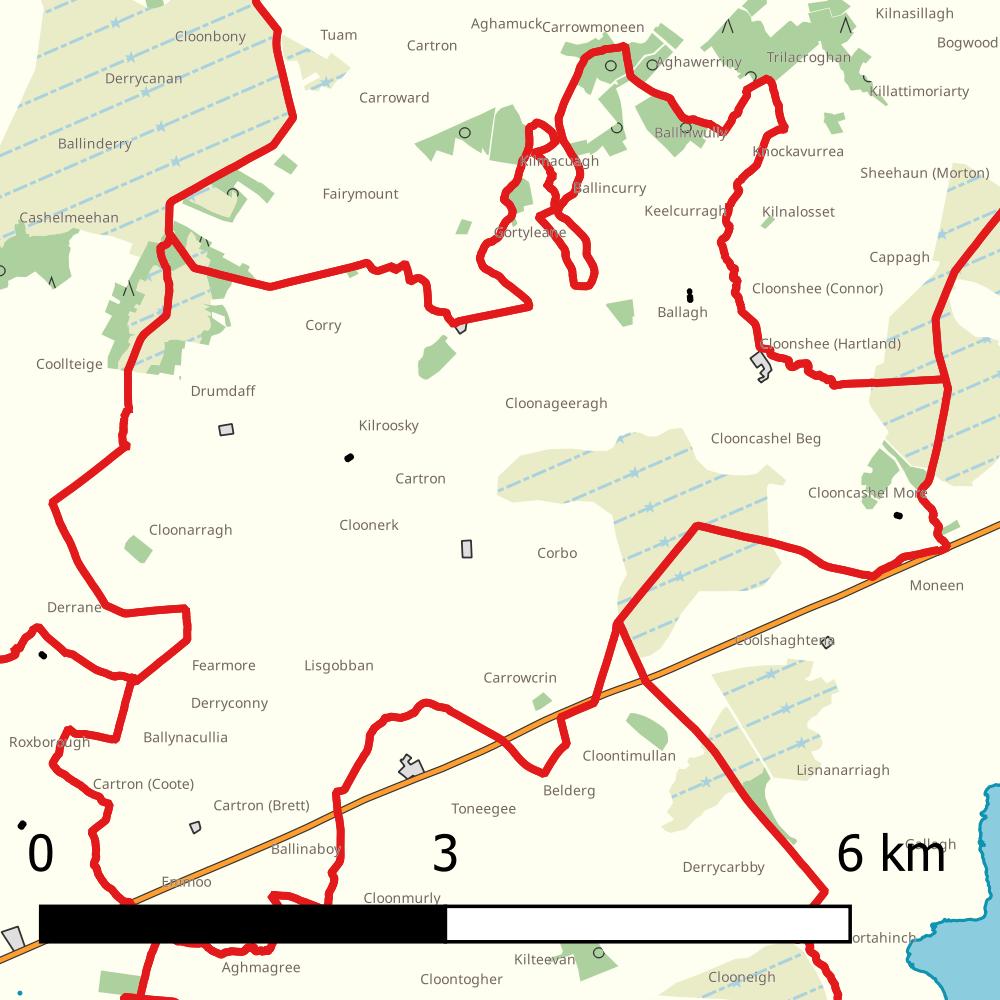 Kilnasillagh
Aghamuck
Carrowmoneen
Tuam
Cloonbony
Cartron
Bogwood
Aghawerriny
Trilacroghan
Derrycanan
Killattimoriarty
Carroward
Ballinwully
Ballinderry
Knockavurrea
Kilmacuagh
Sheehaun (Morton)
Ballincurry
Fairymount
Keelcurragh
Kilnalosset
Cashelmeehan
Gortyleane
Cappagh
Cloonshee (Connor)
Ballagh
Corry
Cloonshee (Hartland)
Coollteige
Drumdaff
Cloonageeragh
Kilroosky
Clooncashel Beg
Cartron
Clooncashel More
Cloonarragh
Cloonerk
Corbo
Moneen
Derrane
Coolshaghtena
Fearmore
Lisgobban
Carrowcrin
Derryconny
Roxborough
Ballynacullia
Cloontimullan
Lisnanarriagh
Cartron (Coote)
Belderg
Cartron (Brett)
Toneegee
Ballinaboy
Gallagh
0
3
6 km
Derrycarbby
Emmoo
Cloonmurly
ortahinch
Kilteevan
Aghmagree
Cloontogher
Clooneigh